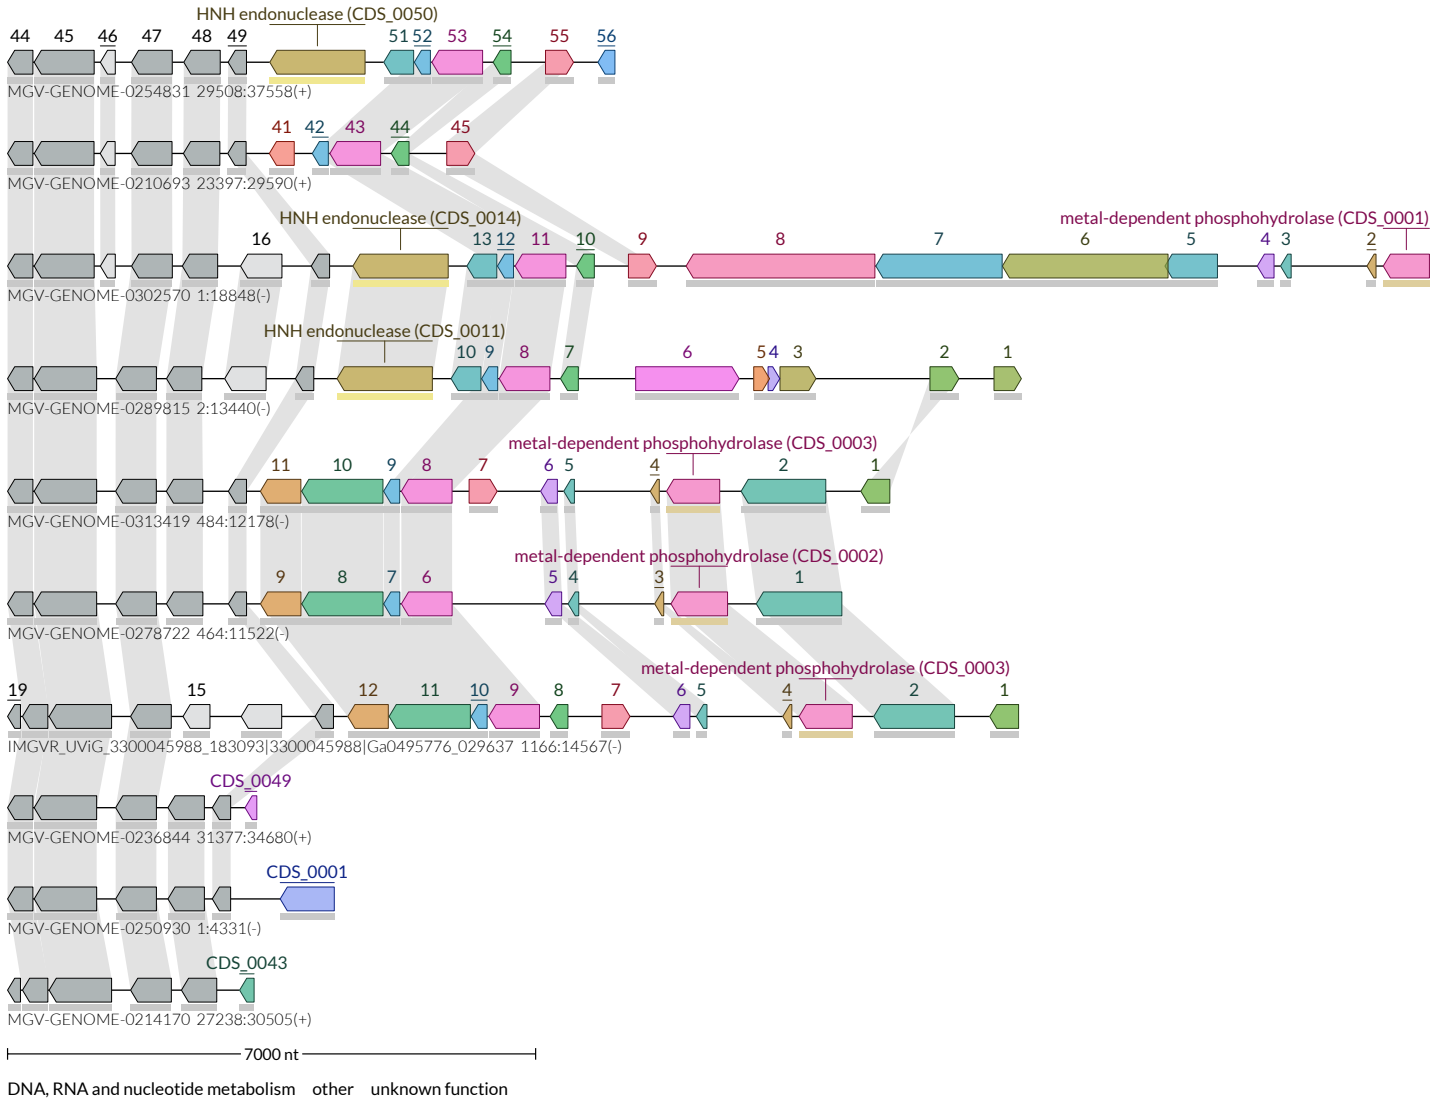 HNH endonuclease (CDS_0050)
44 45 46 47 48 49 51 52 53 54 55 56
MGV-GENOME-0254831 29508:37558(+)
41 42 43 44 45
MGV-GENOME-0210693 23397:29590(+)
HNH endonuclease (CDS_0014) metal-dependent phosphohydrolase (CDS_0001)
16 13 12 11 10 9 8 7 6 5 4 3 2
MGV-GENOME-0302570 1:18848(-)
HNH endonuclease (CDS_0011)
10 9 8 7 6 5 4 3 2 1
MGV-GENOME-0289815 2:13440(-)
metal-dependent phosphohydrolase (CDS_0003)
11 10 9 8 7 6 5 4 2 1
MGV-GENOME-0313419 484:12178(-)
metal-dependent phosphohydrolase (CDS_0002)
9 8 7 6 5 4 3 1
MGV-GENOME-0278722 464:11522(-)
metal-dependent phosphohydrolase (CDS_0003)
19 15 12 11 10 9 8 7 6 5 4 2 1
IMGVR_UViG_3300045988_183093|3300045988|Ga0495776_029637 1166:14567(-)
CDS_0049
MGV-GENOME-0236844 31377:34680(+)
CDS_0001
MGV-GENOME-0250930 1:4331(-)
CDS_0043
MGV-GENOME-0214170 27238:30505(+)
7000 nt
DNA, RNA and nucleotide metabolism other unknown function